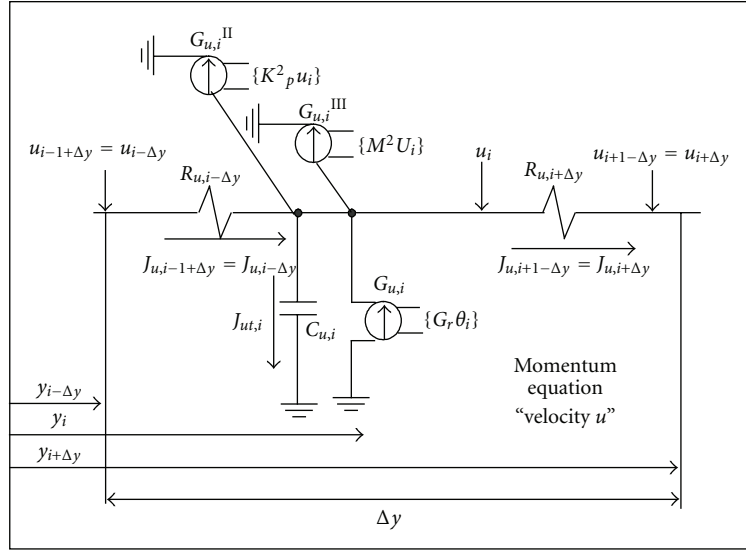 G_{u,i}^{II}
{K^2_p u_i}
G_{u,i}^{III}
{M^2 U_i}
u_{i−1+Δy} = u_{i−Δy}
u_i
u_{i+1−Δy} = u_{i+Δy}
R_{u,i−Δy}
R_{u,i+Δy}
J_{u,i−1+Δy} = J_{u,i−Δy}
J_{u,i+1−Δy} = J_{u,i+Δy}
G_{u,i}
J_{ut,i}
C_{u,i}
{G_r θ_i}
Momentum
equation
“velocity u”
y_{i−Δy}
y_i
y_{i+Δy}
Δy